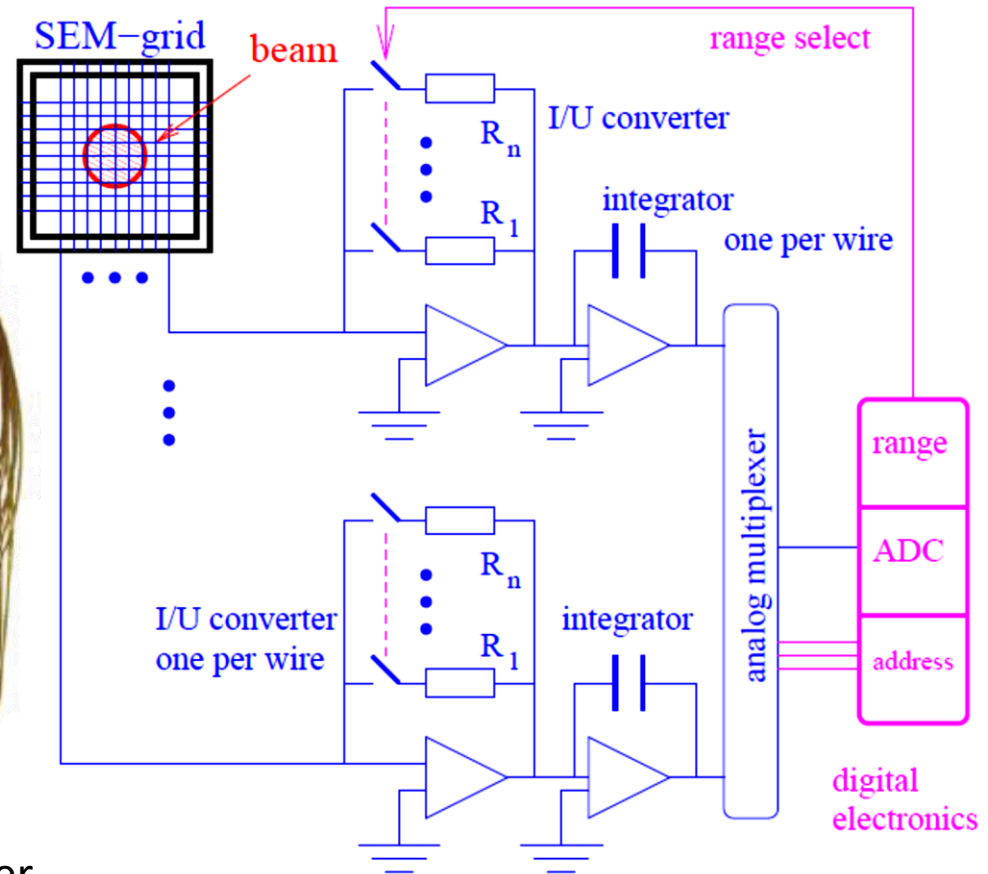 SEM−grid
beam
range select
R
n
I/U converter
R
1
integrator
one per wire
analog multiplexer
range
ADC
address
R
n
I/U converter
one per wire
R
1
integrator
digital
electronics
er